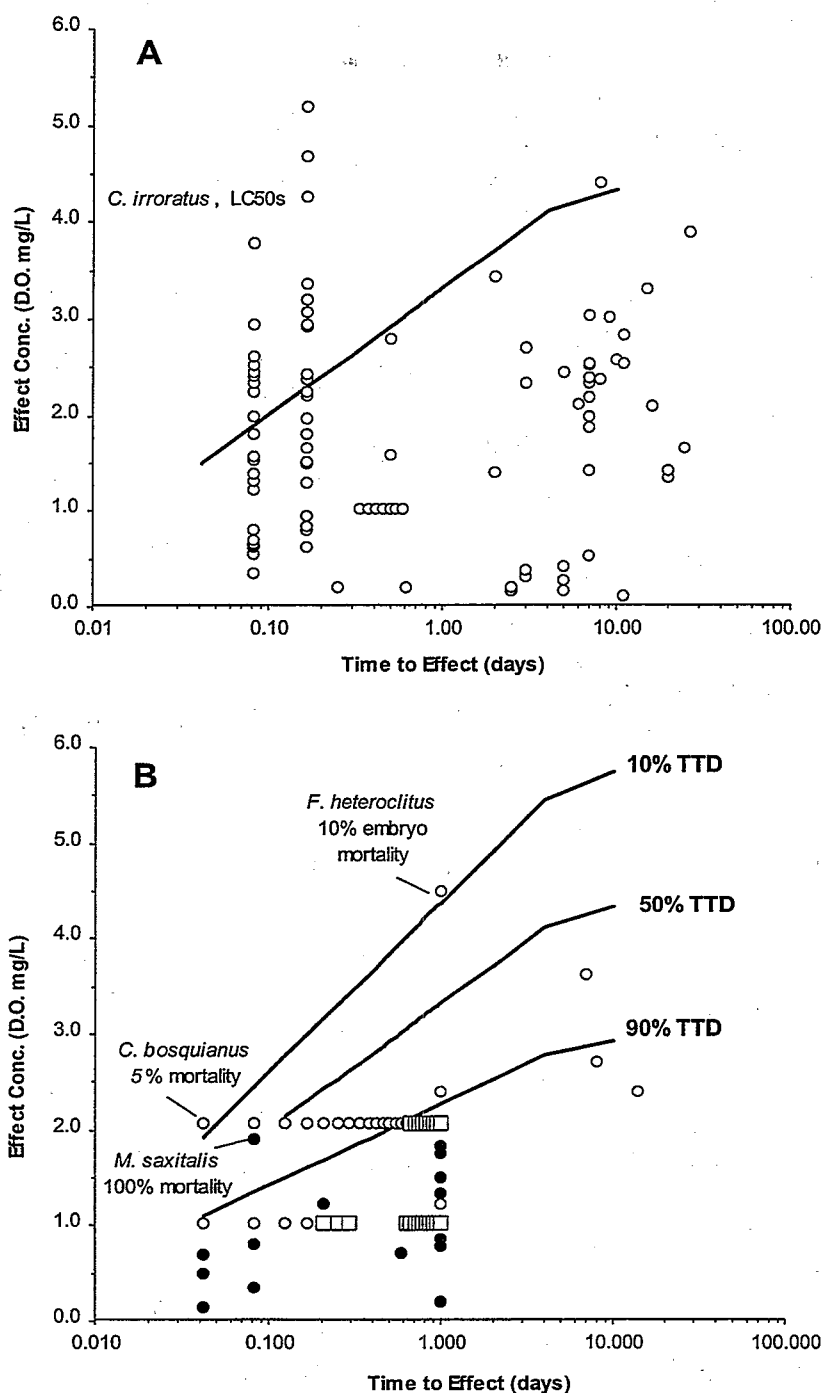 A
6.0
5.0
4.0
3.0
2.0
1.0
0.0
C. irroratus , LC50s
Effect Conc. (D.O. mg/L)
0.01
0.10
1.00
10.00
100.00
Time to Effect (days)
B
6.0
5.0
4.0
3.0
2.0
1.0
0.0
10% TTD
F. heteroclitus
10% embryo
mortality
50% TTD
90% TTD
C. bosquianus
5% mortality
M. saxitalis
100% mortality
Effect Conc. (D.O. mg/L)
0.010
0.100
1.000
10.000
100.000
Time to Effect (days)